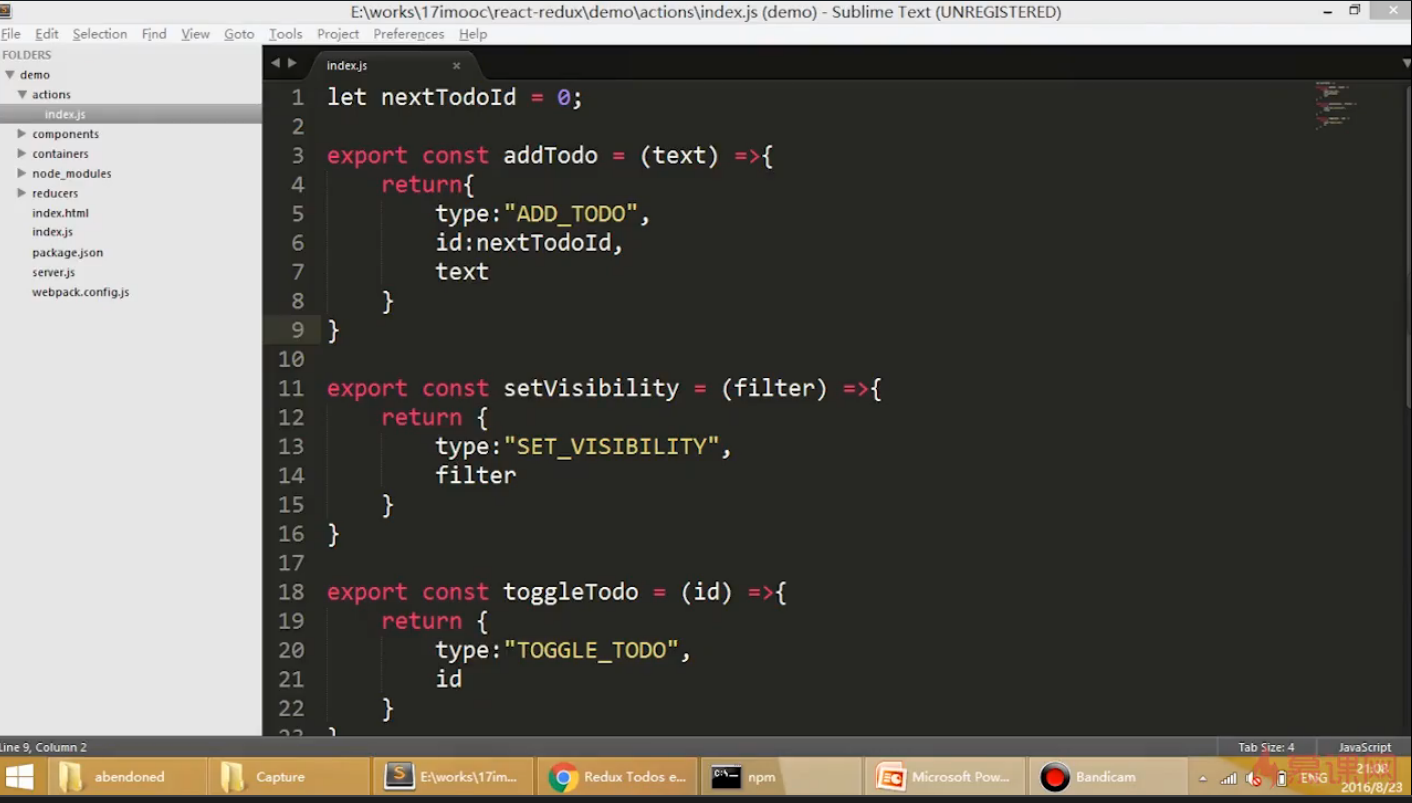 E:\works\17imooc\react-redux\demo\actions\index.js (demo) - Sublime Text (UNREGISTERED)
File Edit Selection Find View Goto Tools Project Preferences Help
FOLDERS
demo
actions
index.js
components
containers
node_modules
reducers
index.html
index.js
package.json
server.js
webpack.config.js
index.js ×
1 let nextTodoId = 0;
2
3 export const addTodo = (text) =>{
4 return{
5 type:"ADD_TODO",
6 id:nextTodoId,
7 text
8 }
9 }
10
11 export const setVisibility = (filter) =>{
12 return {
13 type:"SET_VISIBILITY",
14 filter
15 }
16 }
17
18 export const toggleTodo = (id) =>{
19 return {
20 type:"TOGGLE_TODO",
21 id
22 }
23 }
Line 9, Column 2 Tab Size: 4 JavaScript
abendoned Capture E:\works\17im... Redux Todos e... npm Microsoft Pow... Bandicam ENG 21:08
2016/8/23
慕课网